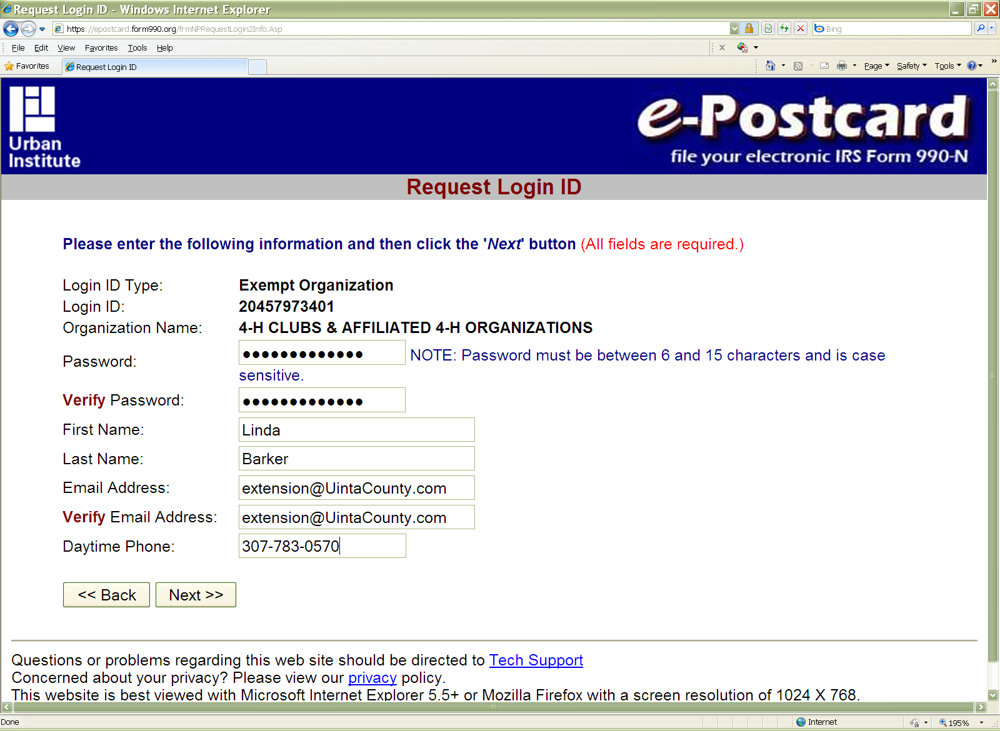 Request Login ID - Windows Internet Explorer
https://epostcard.form990.org/frmNPRequestLogin2Info.Asp
Bing
File Edit View Favorites Tools Help
Favorites Request Login ID Page Safety Tools
Urban
Institute
e-Postcard
file your electronic IRS Form 990-N
Request Login ID
Please enter the following information and then click the 'Next' button (All fields are required.)
Login ID Type: Exempt Organization
Login ID: 20457973401
Organization Name: 4-H CLUBS & AFFILIATED 4-H ORGANIZATIONS
Password: ●●●●●●●●●●●●● NOTE: Password must be between 6 and 15 characters and is case
sensitive.
Verify Password: ●●●●●●●●●●●●●
First Name: Linda
Last Name: Barker
Email Address: extension@UintaCounty.com
Verify Email Address: extension@UintaCounty.com
Daytime Phone: 307-783-0570
<< Back Next >>
Questions or problems regarding this web site should be directed to Tech Support
Concerned about your privacy? Please view our privacy policy.
This website is best viewed with Microsoft Internet Explorer 5.5+ or Mozilla Firefox with a screen resolution of 1024 X 768.
Done Internet 195%